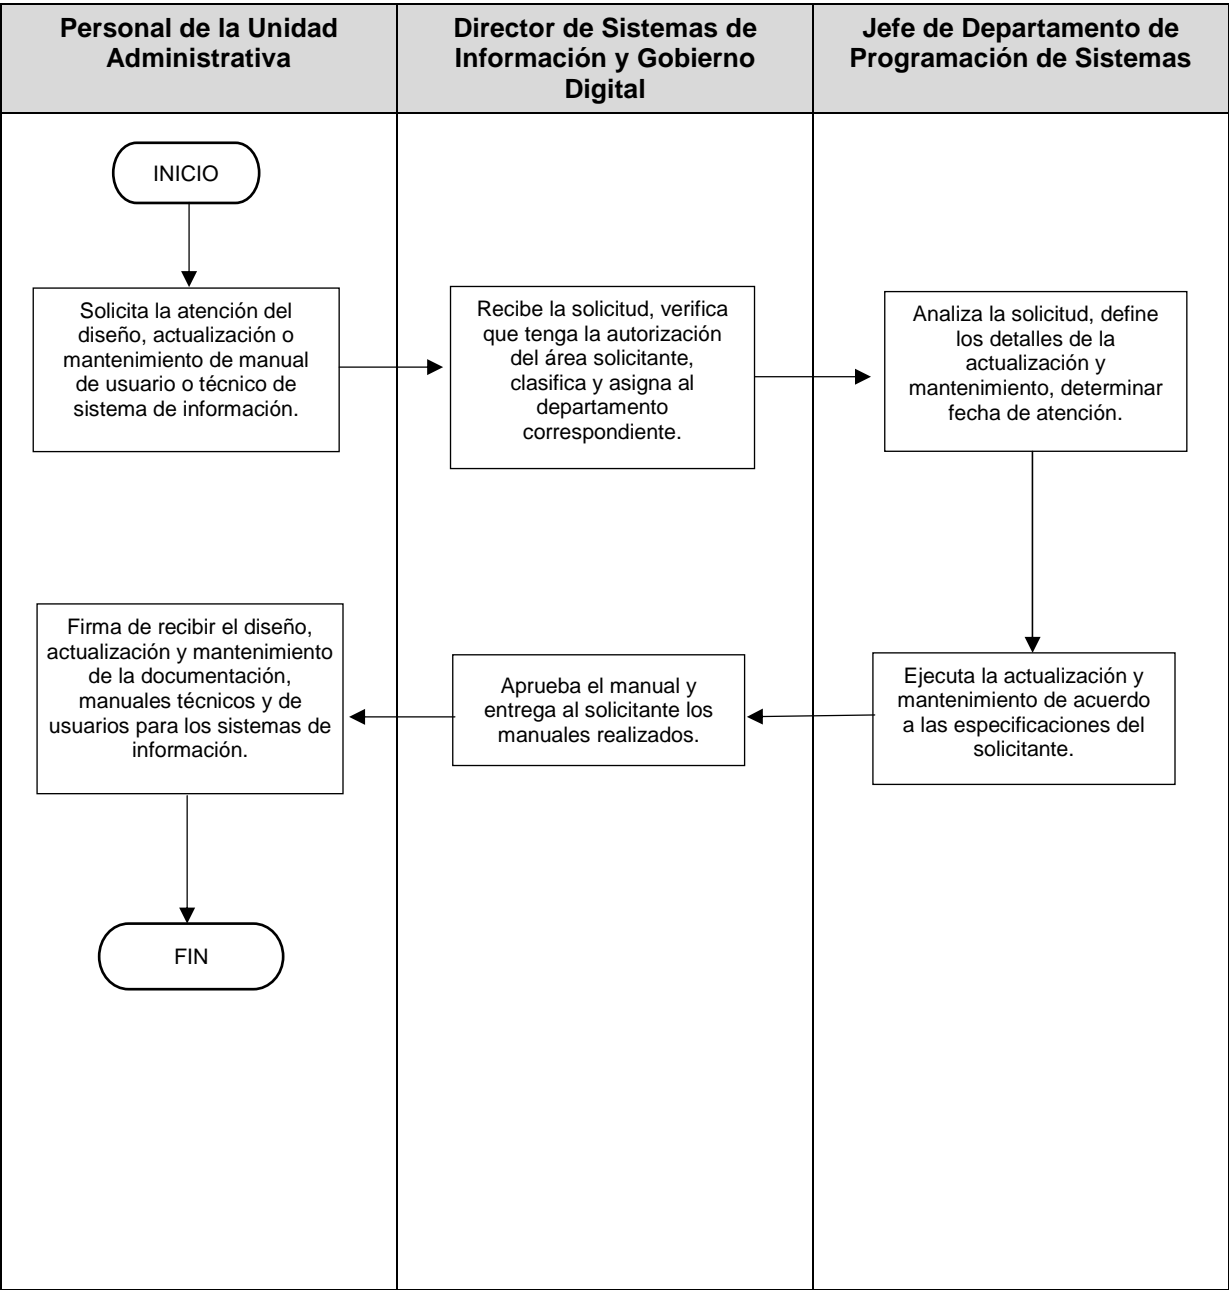 Personal de la Unidad
Administrativa
Director de Sistemas de
Información y Gobierno
Digital
Jefe de Departamento de
Programación de Sistemas
INICIO
Solicita la atención del
diseño, actualización o
mantenimiento de manual
de usuario o técnico de
sistema de información.
Recibe la solicitud, verifica
que tenga la autorización
del área solicitante,
clasifica y asigna al
departamento
correspondiente.
Analiza la solicitud, define
los detalles de la
actualización y
mantenimiento, determinar
fecha de atención.
Ejecuta la actualización y
mantenimiento de acuerdo
a las especificaciones del
solicitante.
Aprueba el manual y
entrega al solicitante los
manuales realizados.
Firma de recibir el diseño,
actualización y mantenimiento
de la documentación,
manuales técnicos y de
usuarios para los sistemas de
información.
FIN